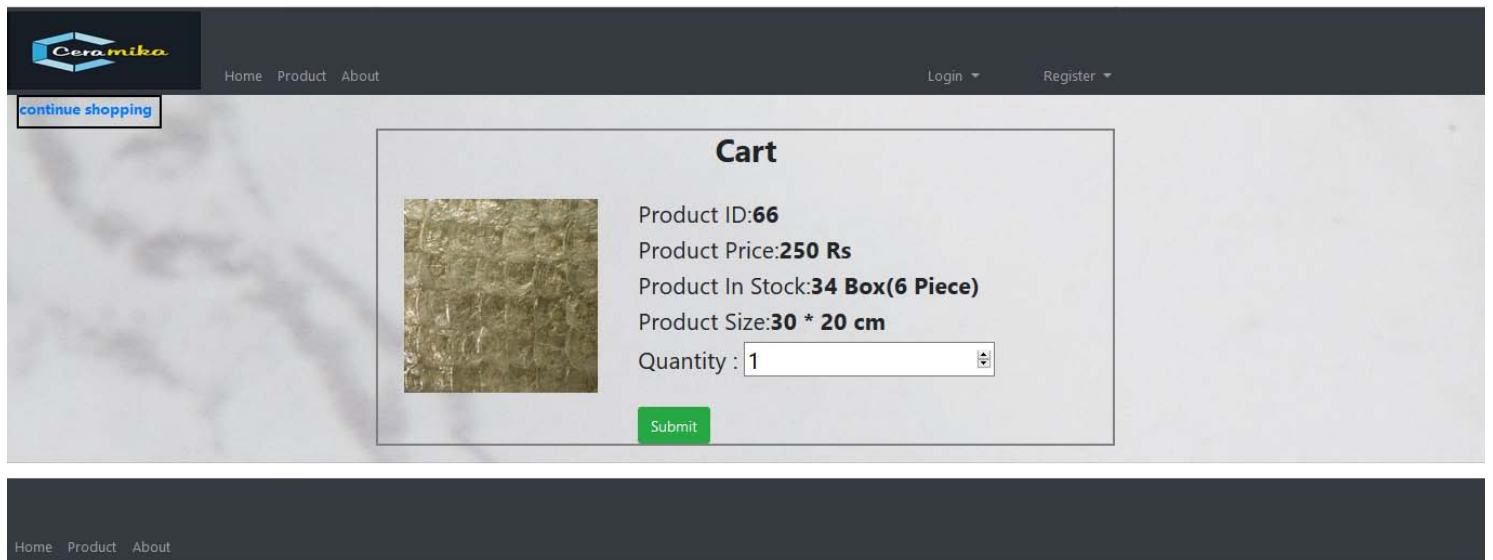 Ceramika
Home Product About Login Register
continue shopping
Cart
Product ID:66
Product Price:250 Rs
Product In Stock:34 Box(6 Piece)
Product Size:30 * 20 cm
Quantity : 1
Submit
Home Product About